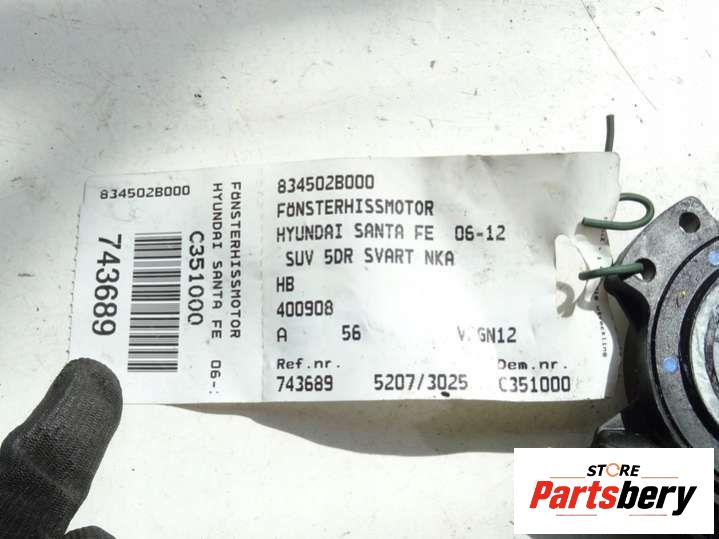 834502B000
743689
C351000
HYUNDAI SANTA FE 06-
FÖNSTERHISSMOTOR
834502B000
FÖNSTERHISSMOTOR
HYUNDAI SANTA FE 06-12
SUV 5DR SVART NKA
HB
400908
A 56 V. GN12
Ref.nr. Dem.nr.
743689 5207/3025 C351000
STORE
Partsbery